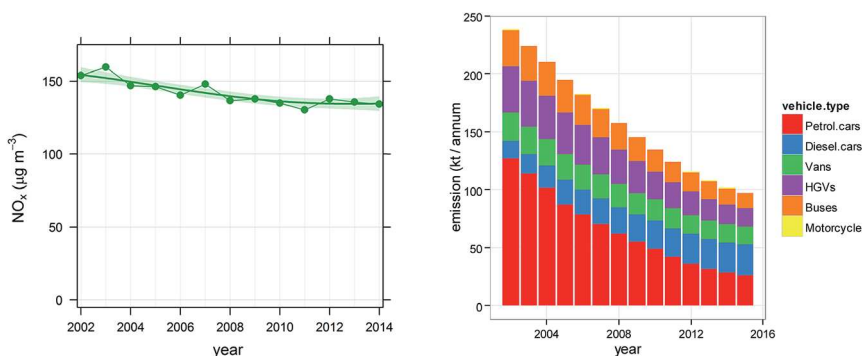 150
100
50
0
NOx (µg m−3)
2002 2004 2006 2008 2010 2012 2014
year
250
200
150
100
50
0
emission (kt / annum)
2004 2008 2012 2016
year
vehicle.type
Petrol.cars
Diesel.cars
Vans
HGVs
Buses
Motorcycle